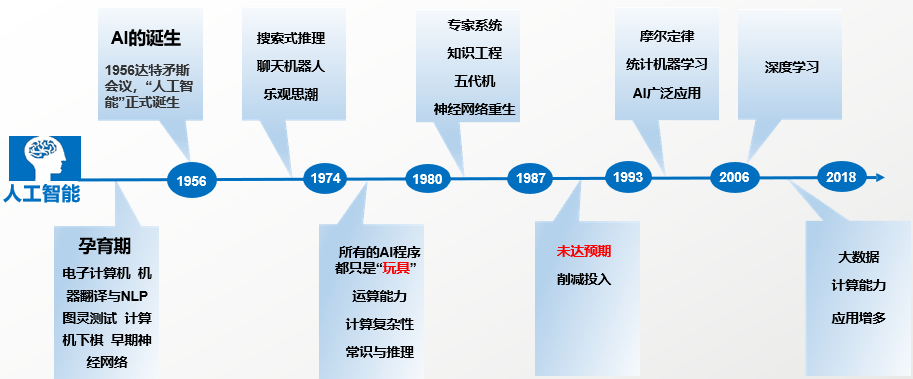 AI的诞生
1956达特矛斯
会议，“人工智
能”正式诞生
搜索式推理
聊天机器人
乐观思潮
专家系统
知识工程
五代机
神经网络重生
摩尔定律
统计机器学习
AI广泛应用
深度学习
人工智能
1956
1974
1980
1987
1993
2006
2018
孕育期
电子计算机 机
器翻译与NLP
图灵测试 计算
机下棋 早期神
经网络
所有的AI程序
都只是“玩具”
运算能力
计算复杂性
常识与推理
未达预期
削减投入
大数据
计算能力
应用增多